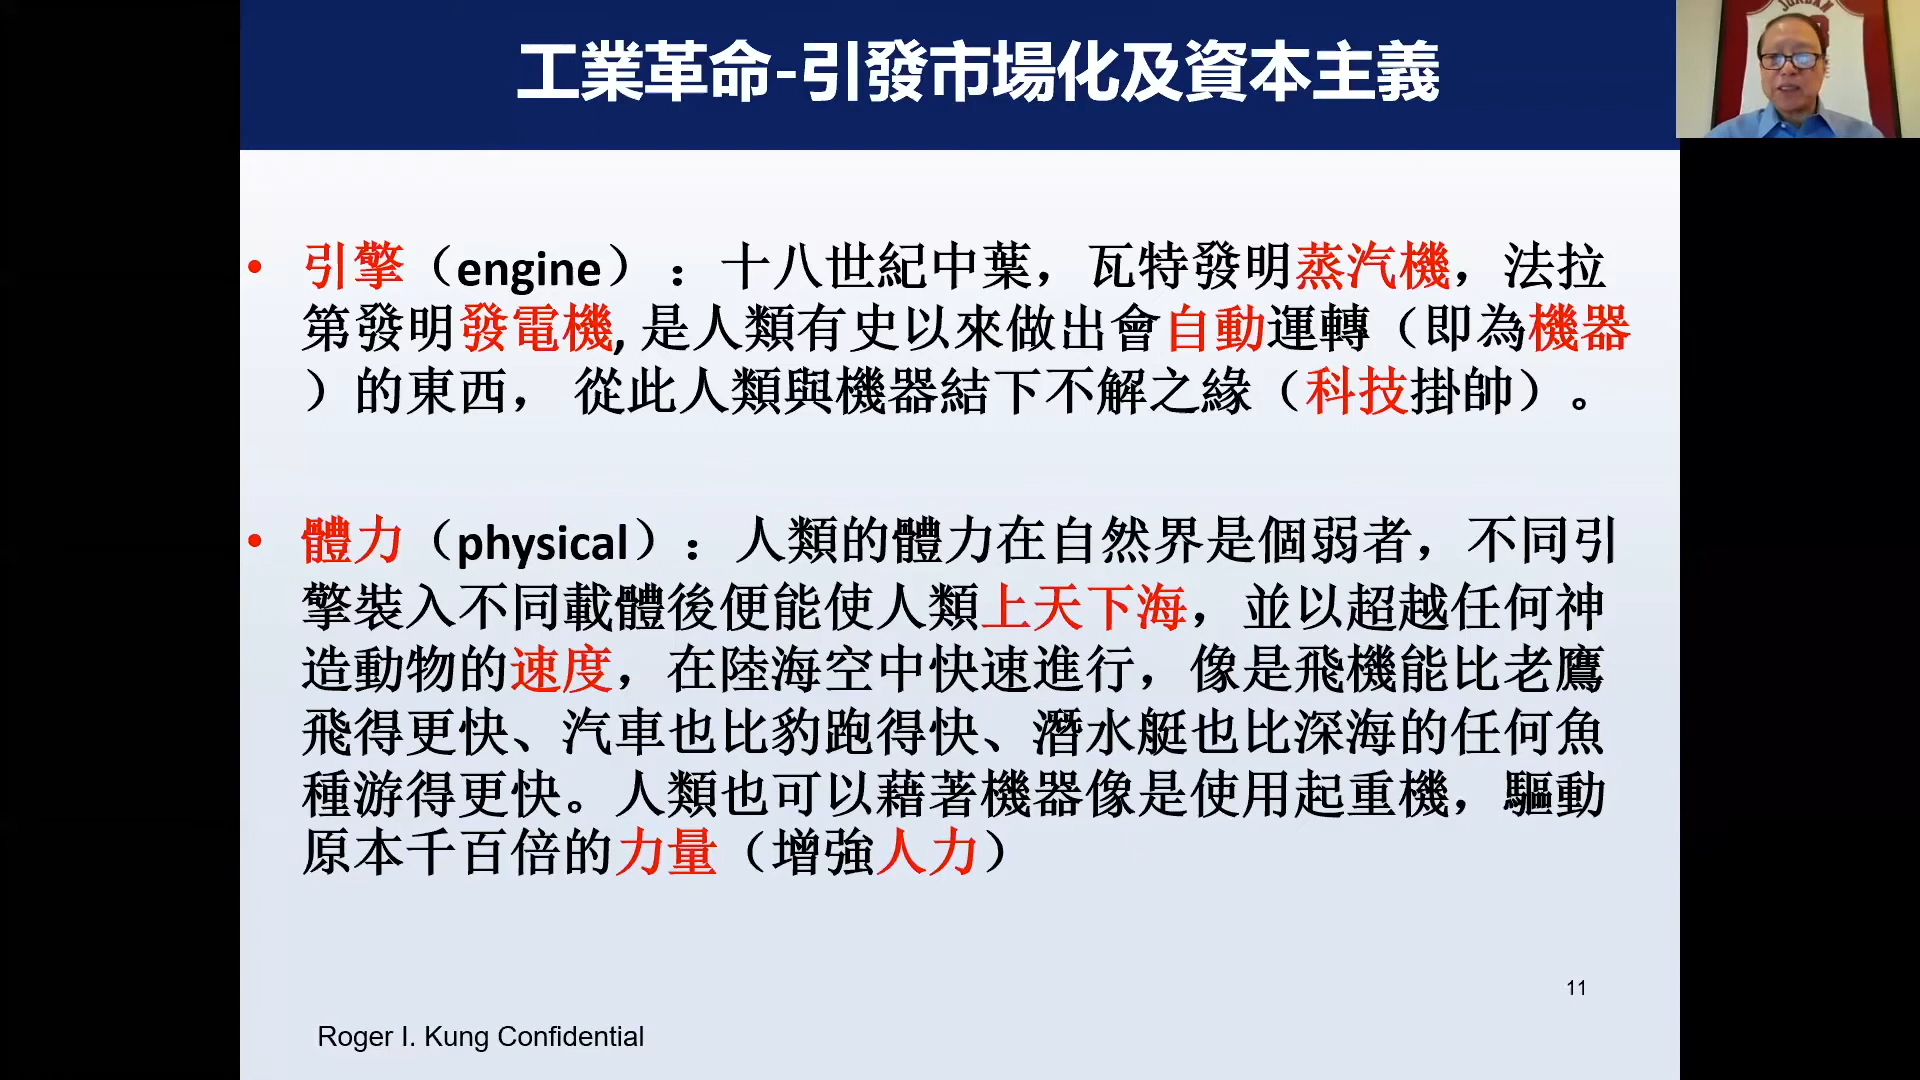 工業革命-引發市場化及資本主義
JORDAN
• 引擎（engine）：十八世紀中葉，瓦特發明蒸汽機，法拉
第發明發電機, 是人類有史以來做出會自動運轉（即為機器
）的東西， 從此人類與機器結下不解之緣（科技掛帥）。
• 體力（physical）：人類的體力在自然界是個弱者，不同引
擎裝入不同載體後便能使人類上天下海，並以超越任何神
造動物的速度，在陸海空中快速進行，像是飛機能比老鷹
飛得更快、汽車也比豹跑得快、潛水艇也比深海的任何魚
種游得更快。人類也可以藉著機器像是使用起重機，驅動
原本千百倍的力量（增強人力）
11
Roger I. Kung Confidential